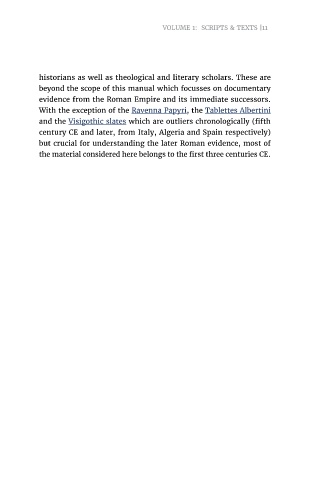 VOLUME 1: SCRIPTS & TEXTS |11
historians as well as theological and literary scholars. These are
beyond the scope of this manual which focusses on documentary
evidence from the Roman Empire and its immediate successors.
With the exception of the Ravenna Papyri, the Tablettes Albertini
and the Visigothic slates which are outliers chronologically (fifth
century CE and later, from Italy, Algeria and Spain respectively)
but crucial for understanding the later Roman evidence, most of
the material considered here belongs to the first three centuries CE.